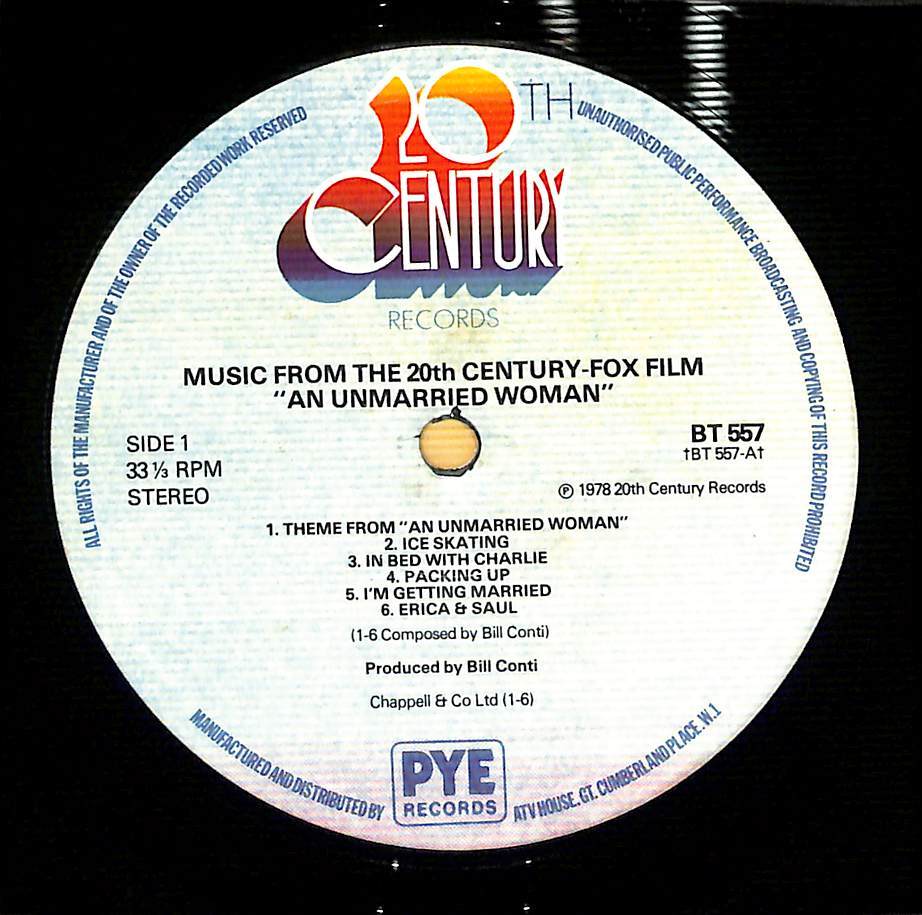 20TH
CENTURY
RECORDS
ALL RIGHTS OF THE MANUFACTURER AND OF THE OWNER OF THE RECORDED WORK RESERVED
UNAUTHORISED PUBLIC PERFORMANCE BROADCASTING AND COPYING OF THIS RECORD PROHIBITED
MUSIC FROM THE 20th CENTURY-FOX FILM
"AN UNMARRIED WOMAN"
SIDE 1
33 ⅓ RPM
STEREO
BT 557
†BT 557-A†
℗ 1978 20th Century Records
1. THEME FROM "AN UNMARRIED WOMAN"
2. ICE SKATING
3. IN BED WITH CHARLIE
4. PACKING UP
5. I'M GETTING MARRIED
6. ERICA & SAUL
(1-6 Composed by Bill Conti)
Produced by Bill Conti
Chappell & Co Ltd (1-6)
MANUFACTURED AND DISTRIBUTED BY
PYE
RECORDS
ATV HOUSE. GT. CUMBERLAND PLACE. W.1